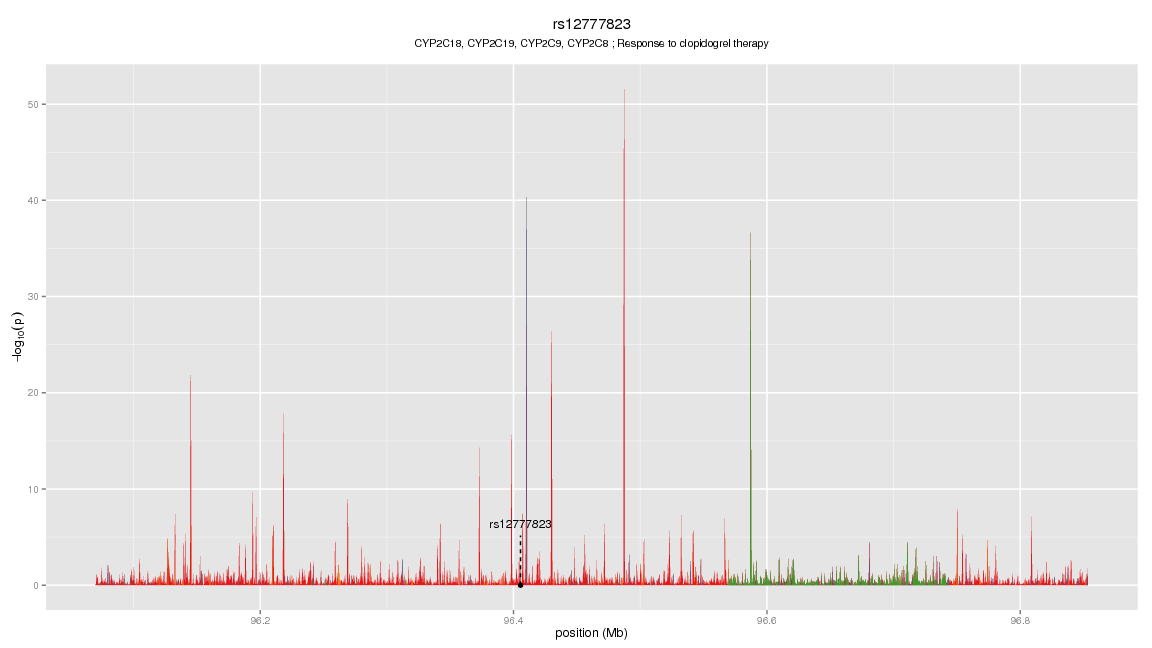 rs12777823
CYP2C18, CYP2C19, CYP2C9, CYP2C8 ; Response to clopidogrel therapy
50
40
30
20
10
0
−log10(p)
rs12777823
96.2
96.4
96.6
96.8
position (Mb)